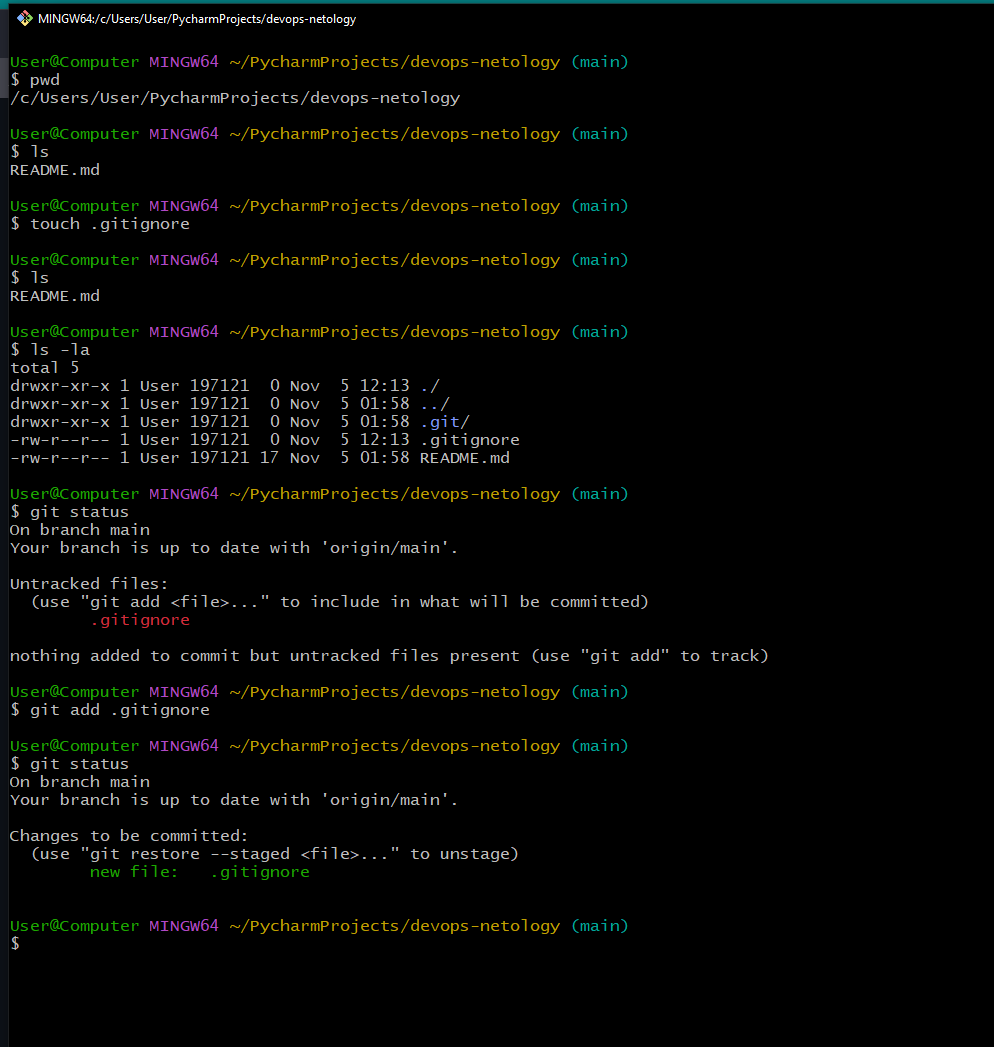 MINGW64:/c/Users/User/PycharmProjects/devops-netology
User@Computer MINGW64 ~/PycharmProjects/devops-netology (main)
$ pwd
/c/Users/User/PycharmProjects/devops-netology
User@Computer MINGW64 ~/PycharmProjects/devops-netology (main)
$ ls
README.md
User@Computer MINGW64 ~/PycharmProjects/devops-netology (main)
$ touch .gitignore
User@Computer MINGW64 ~/PycharmProjects/devops-netology (main)
$ ls
README.md
User@Computer MINGW64 ~/PycharmProjects/devops-netology (main)
$ ls -la
total 5
drwxr-xr-x 1 User 197121  0 Nov  5 12:13 ./
drwxr-xr-x 1 User 197121  0 Nov  5 01:58 ../
drwxr-xr-x 1 User 197121  0 Nov  5 01:58 .git/
-rw-r--r-- 1 User 197121  0 Nov  5 12:13 .gitignore
-rw-r--r-- 1 User 197121 17 Nov  5 01:58 README.md
User@Computer MINGW64 ~/PycharmProjects/devops-netology (main)
$ git status
On branch main
Your branch is up to date with 'origin/main'.
Untracked files:
  (use "git add <file>..." to include in what will be committed)
        .gitignore
nothing added to commit but untracked files present (use "git add" to track)
User@Computer MINGW64 ~/PycharmProjects/devops-netology (main)
$ git add .gitignore
User@Computer MINGW64 ~/PycharmProjects/devops-netology (main)
$ git status
On branch main
Your branch is up to date with 'origin/main'.
Changes to be committed:
  (use "git restore --staged <file>..." to unstage)
        new file:   .gitignore
User@Computer MINGW64 ~/PycharmProjects/devops-netology (main)
$